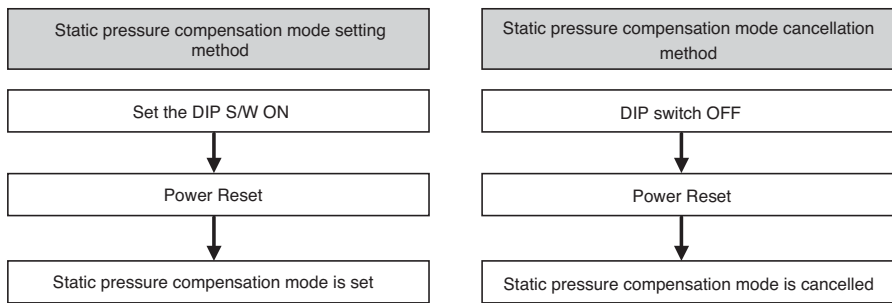 Static pressure compensation mode setting
method
Set the DIP S/W ON
Power Reset
Static pressure compensation mode is set
Static pressure compensation mode cancellation
method
DIP switch OFF
Power Reset
Static pressure compensation mode is cancelled